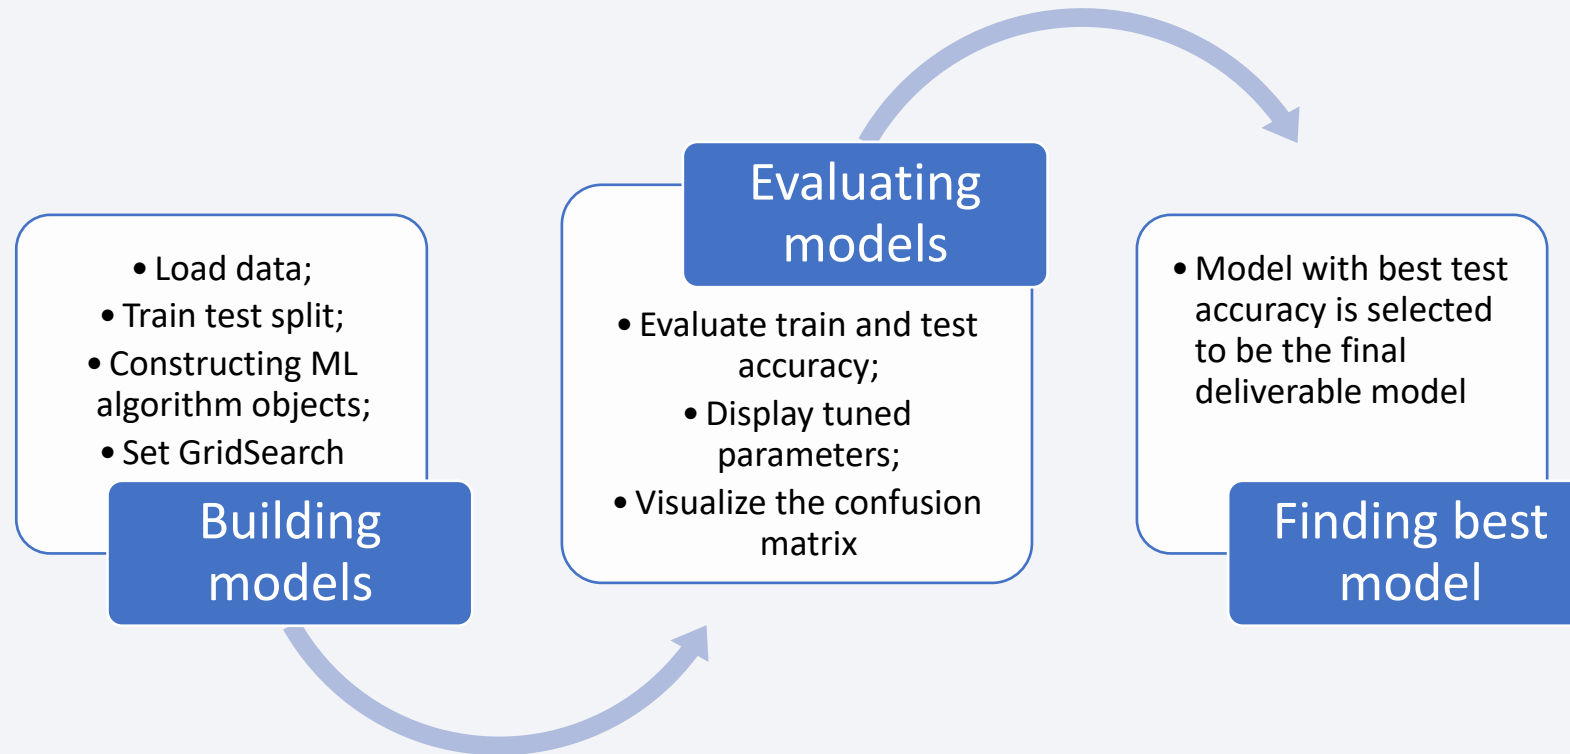 • Load data;
• Train test split;
• Constructing ML
algorithm objects;
• Set GridSearch
Building
models
Evaluating
models
• Evaluate train and test
accuracy;
• Display tuned
parameters;
• Visualize the confusion
matrix
• Model with best test
accuracy is selected
to be the final
deliverable model
Finding best
model